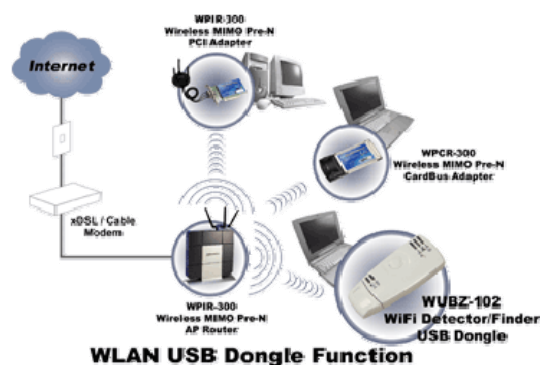 WPIR-300
Wireless MIMO Pre-N
PCI Adapter
Internet
WPCR-300
Wireless MIMO Pre-N
CardBus Adapter
xDSL / Cable
Modem
WPIR-300
Wireless MIMO Pre-N
AP Router
WUBZ-102
WiFi Detector/Finder
USB Dongle
WLAN USB Dongle Function